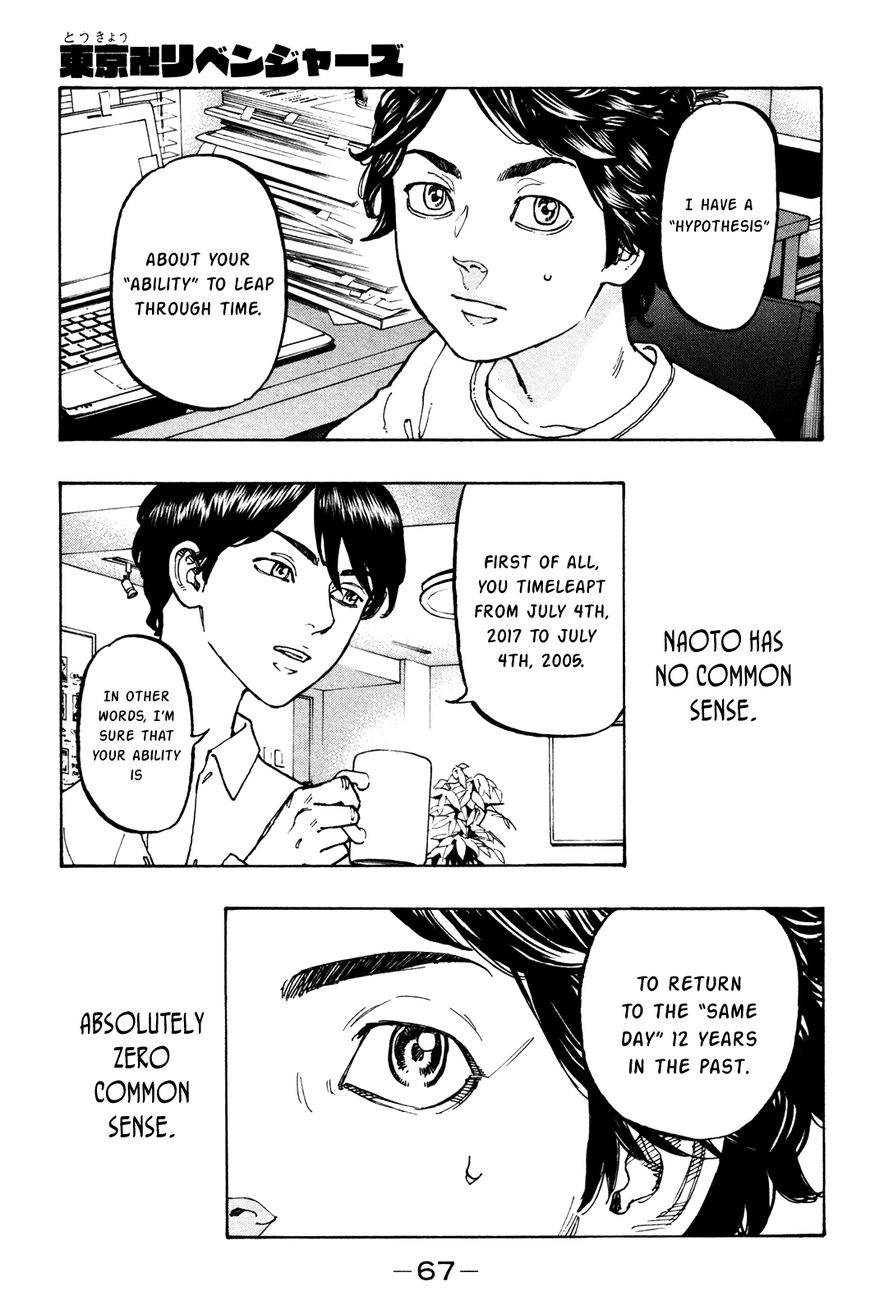 とうきょう
東京卍リベンジャーズ
I HAVE A
"HYPOTHESIS"
ABOUT YOUR
"ABILITY" TO LEAP
THROUGH TIME.
FIRST OF ALL,
YOU TIMELEAPT
FROM JULY 4TH,
2017 TO JULY
4TH, 2005.
IN OTHER
WORDS, I'M
SURE THAT
YOUR ABILITY
IS
NAOTO HAS
NO COMMON
SENSE.
TO RETURN
TO THE "SAME
DAY" 12 YEARS
IN THE PAST.
ABSOLUTELY
ZERO
COMMON
SENSE.
—67—